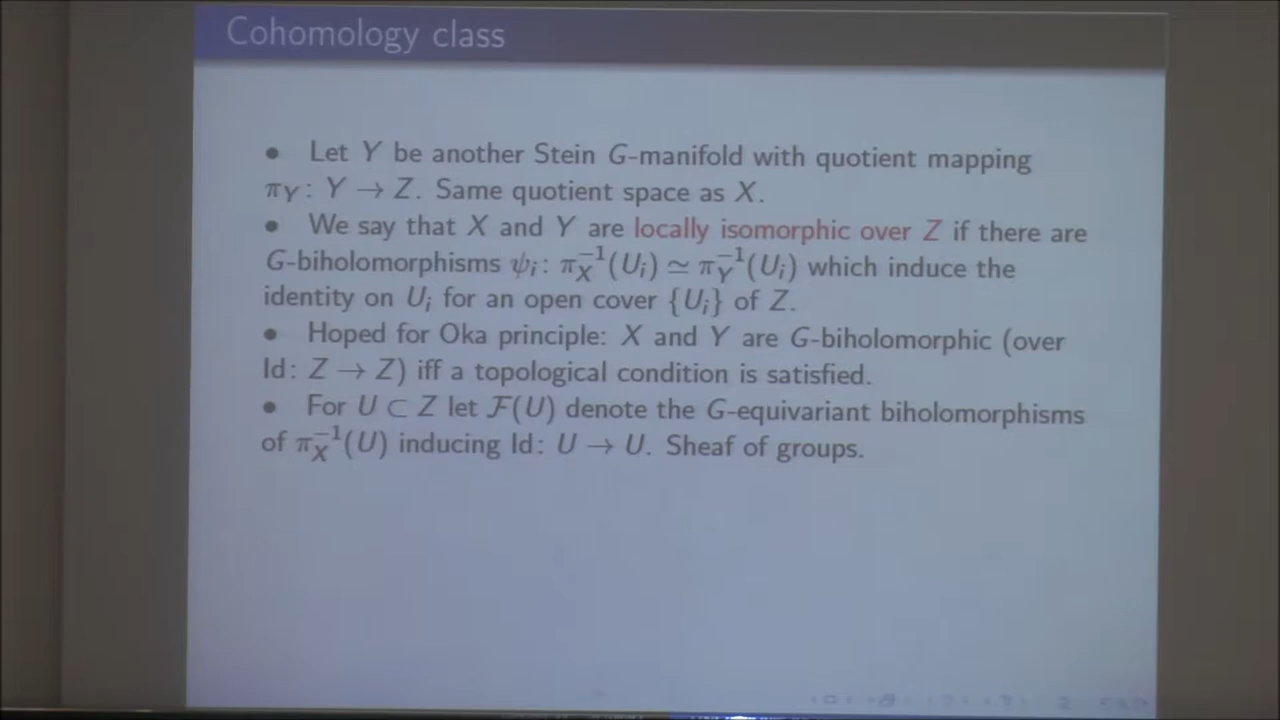 Cohomology class
• Let Y be another Stein G-manifold with quotient mapping
π_Y : Y → Z. Same quotient space as X.
• We say that X and Y are locally isomorphic over Z if there are
G-biholomorphisms ψ_i : π_X^{-1}(U_i) ≃ π_Y^{-1}(U_i) which induce the
identity on U_i for an open cover {U_i} of Z.
• Hoped for Oka principle: X and Y are G-biholomorphic (over
Id: Z → Z) iff a topological condition is satisfied.
• For U ⊂ Z let F(U) denote the G-equivariant biholomorphisms
of π_X^{-1}(U) inducing Id: U → U. Sheaf of groups.